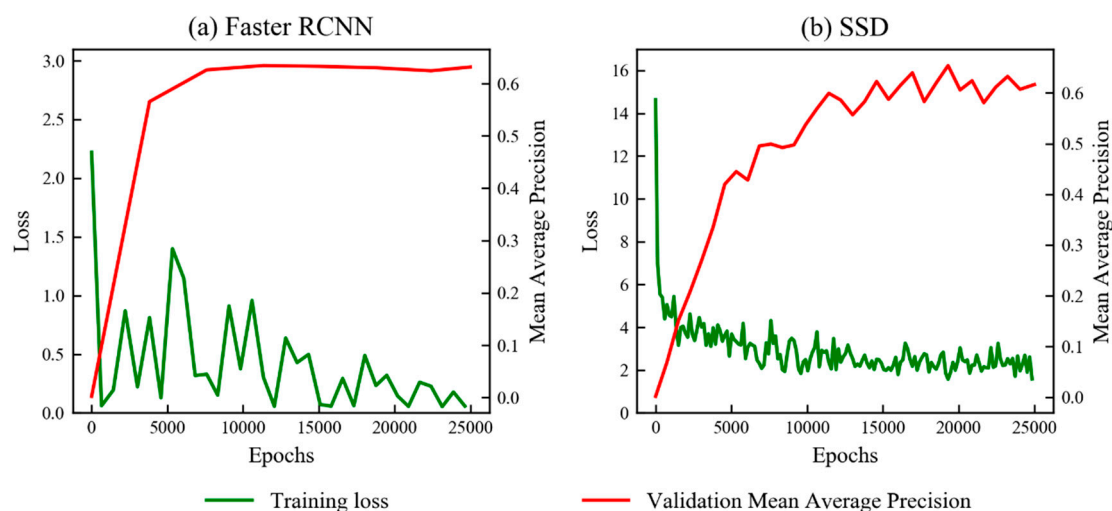 (a) Faster RCNN
(b) SSD
3.0
2.5
2.0
1.5
1.0
0.5
0.0
Loss
0.6
0.5
0.4
0.3
0.2
0.1
0.0
Mean Average Precision
0 5000 10000 15000 20000 25000
Epochs
16
14
12
10
8
6
4
2
0
Loss
0.6
0.5
0.4
0.3
0.2
0.1
0.0
Mean Average Precision
0 5000 10000 15000 20000 25000
Epochs
Training loss
Validation Mean Average Precision